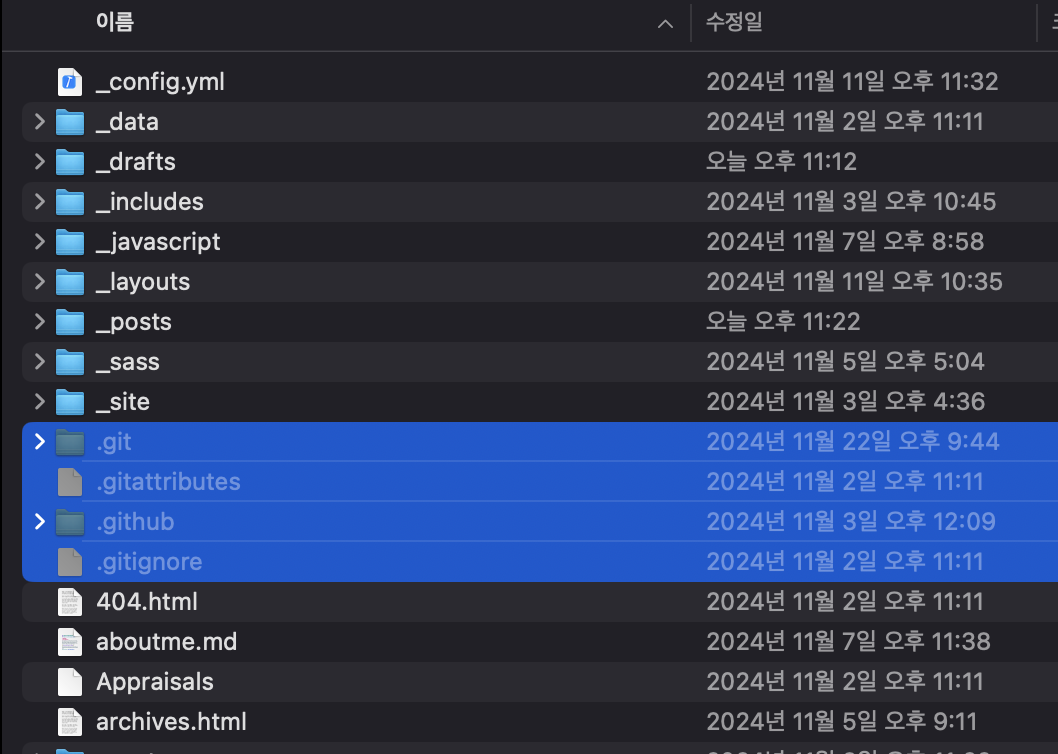 이름 수정일
_config.yml 2024년 11월 11일 오후 11:32
_data 2024년 11월 2일 오후 11:11
_drafts 오늘 오후 11:12
_includes 2024년 11월 3일 오후 10:45
_javascript 2024년 11월 7일 오후 8:58
_layouts 2024년 11월 11일 오후 10:35
_posts 오늘 오후 11:22
_sass 2024년 11월 5일 오후 5:04
_site 2024년 11월 3일 오후 4:36
.git 2024년 11월 22일 오후 9:44
.gitattributes 2024년 11월 2일 오후 11:11
.github 2024년 11월 3일 오후 12:09
.gitignore 2024년 11월 2일 오후 11:11
404.html 2024년 11월 2일 오후 11:11
aboutme.md 2024년 11월 7일 오후 11:38
Appraisals 2024년 11월 2일 오후 11:11
archives.html 2024년 11월 5일 오후 9:11